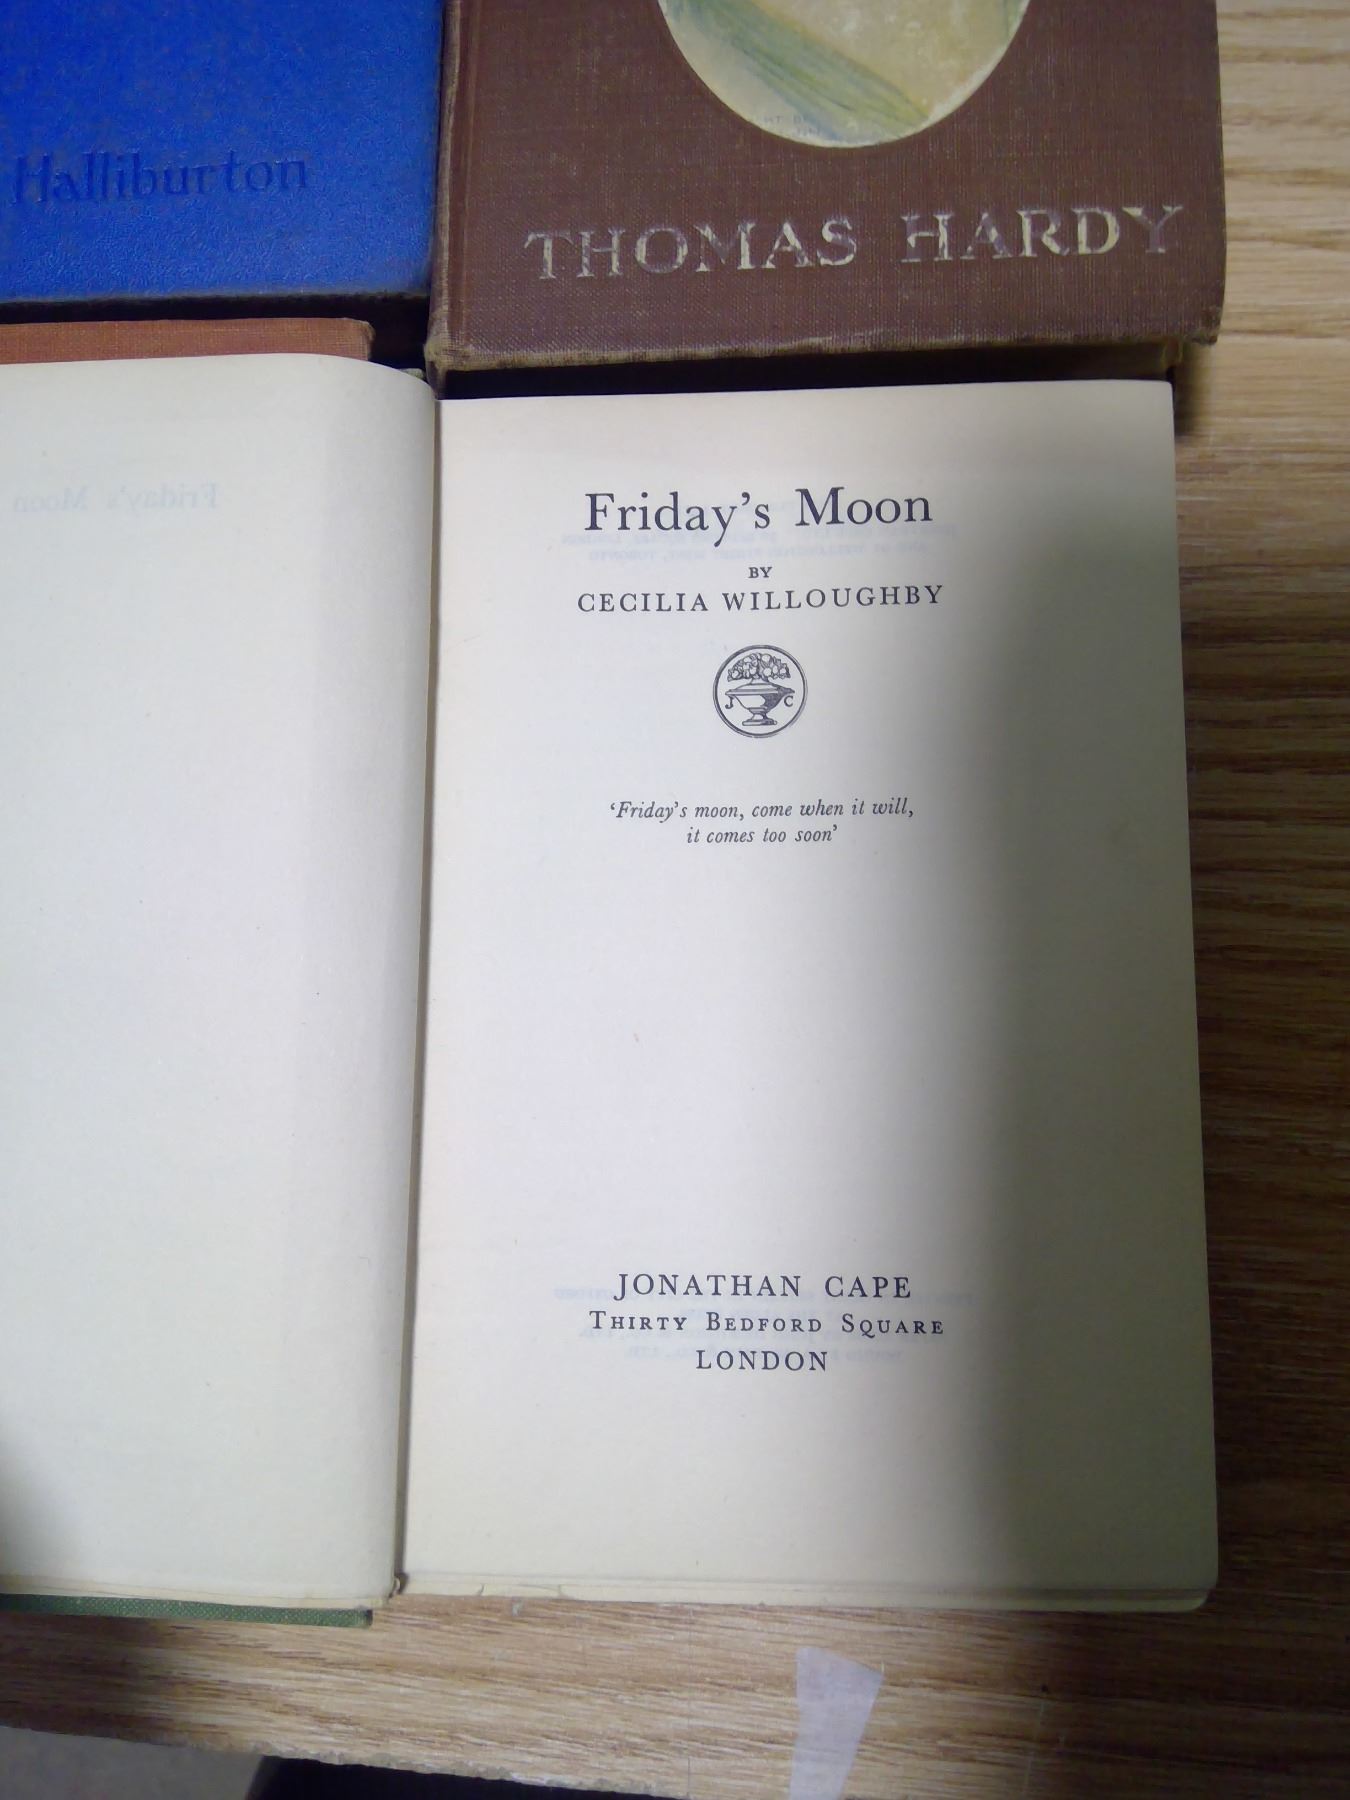 Halliburton
THOMAS HARDY
Friday's Moon
Friday's Moon
BY
CECILIA WILLOUGHBY
J C
‘Friday's moon, come when it will,
it comes too soon’
JONATHAN CAPE
THIRTY BEDFORD SQUARE
LONDON